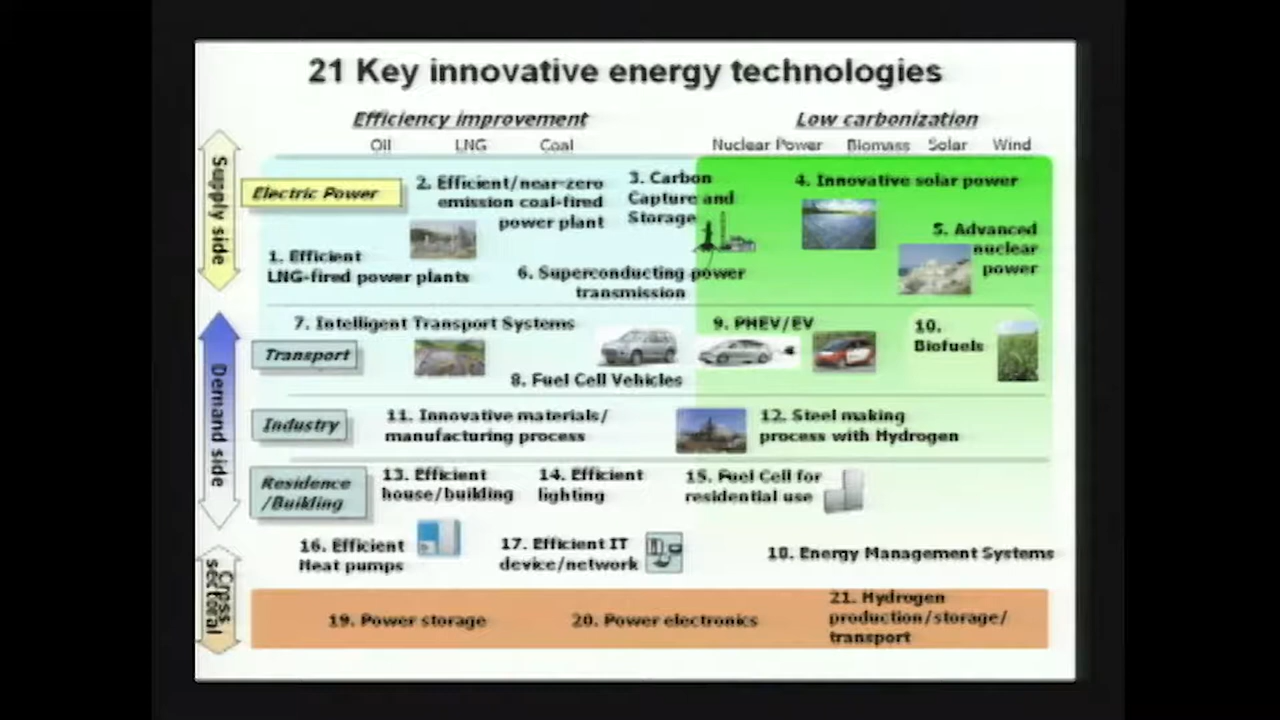 21 Key innovative energy technologies
Efficiency improvement
Low carbonization
Oil
LNG
Coal
Nuclear Power
Biomass
Solar
Wind
Supply side
Electric Power
2. Efficient/near-zero
emission coal-fired
power plant
3. Carbon
Capture and
Storage
4. Innovative solar power
5. Advanced
nuclear
power
1. Efficient
LNG-fired power plants
6. Superconducting power
transmission
Demand side
7. Intelligent Transport Systems
9. PHEV/EV
10.
Biofuels
Transport
8. Fuel Cell Vehicles
Industry
11. Innovative materials/
manufacturing process
12. Steel making
process with Hydrogen
Residence
/Building
13. Efficient
house/building
14. Efficient
lighting
15. Fuel Cell for
residential use
16. Efficient
Heat pumps
17. Efficient IT
device/network
18. Energy Management Systems
Cross
sectoral
19. Power storage
20. Power electronics
21. Hydrogen
production/storage/
transport